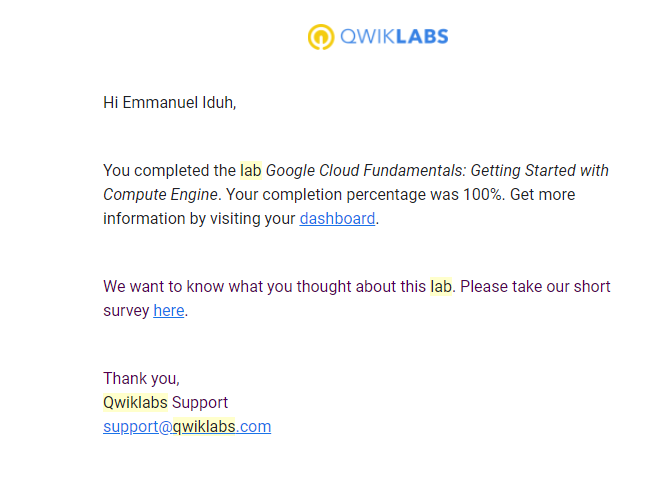 QWIKLABS
Hi Emmanuel Iduh,
You completed the lab Google Cloud Fundamentals: Getting Started with
Compute Engine. Your completion percentage was 100%. Get more
information by visiting your dashboard.
We want to know what you thought about this lab. Please take our short
survey here.
Thank you,
Qwiklabs Support
support@qwiklabs.com